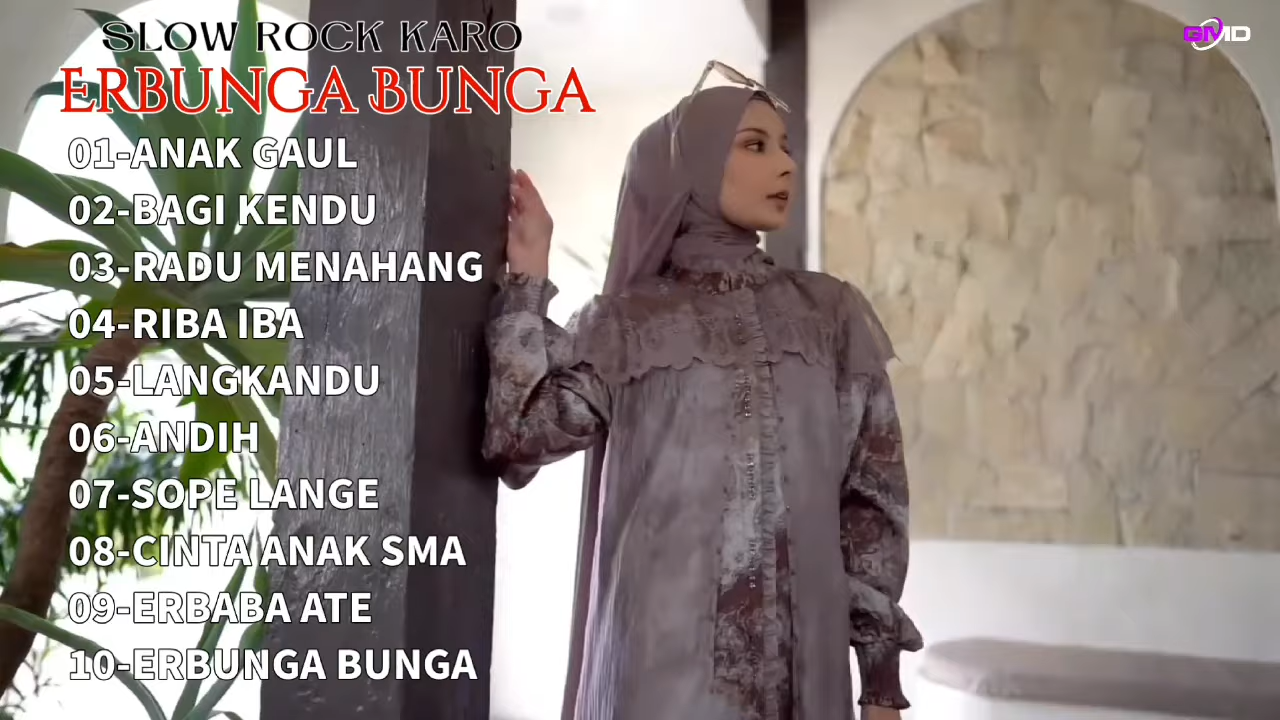 SLOW ROCK KARO
ERBUNGA BUNGA
01-ANAK GAUL
02-BAGI KENDU
03-RADU MENAHANG
04-RIBA IBA
05-LANGKANDU
06-ANDIH
07-SOPE LANGE
08-CINTA ANAK SMA
09-ERBABA ATE
10-ERBUNGA BUNGA
GMD